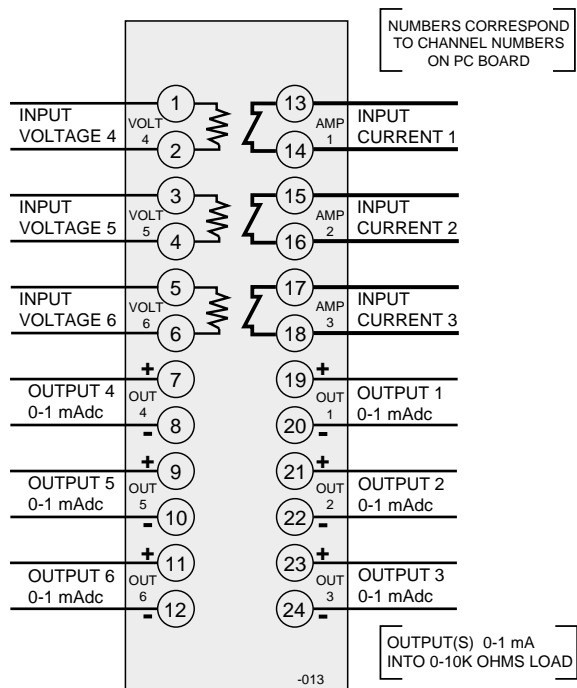 NUMBERS CORRESPOND
TO CHANNEL NUMBERS
ON PC BOARD
1
13
INPUT
VOLTAGE 4
VOLT
4
AMP
1
INPUT
CURRENT 1
2
14
3
15
INPUT
VOLTAGE 5
VOLT
5
AMP
2
INPUT
CURRENT 2
4
16
5
17
INPUT
VOLTAGE 6
VOLT
6
AMP
3
INPUT
CURRENT 3
6
18
+
7
19
+
OUTPUT 4
0-1 mAdc
OUT
4
OUT
1
OUTPUT 1
0-1 mAdc
-
8
20
-
+
9
21
+
OUTPUT 5
0-1 mAdc
OUT
5
OUT
2
OUTPUT 2
0-1 mAdc
-
10
22
-
+
11
23
+
OUTPUT 6
0-1 mAdc
OUT
6
OUT
3
OUTPUT 3
0-1 mAdc
-
12
24
-
OUTPUT(S) 0-1 mA
INTO 0-10K OHMS LOAD
-013